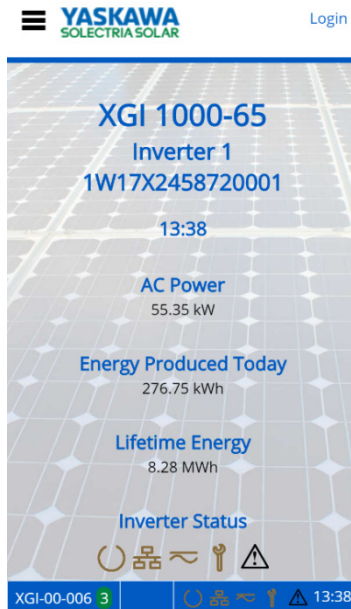 YASKAWA
SOLECTRIA SOLAR
Login
XGI 1000-65
Inverter 1
1W17X2458720001
13:38
AC Power
55.35 kW
Energy Produced Today
276.75 kWh
Lifetime Energy
8.28 MWh
Inverter Status
XGI-00-006 3 13:38